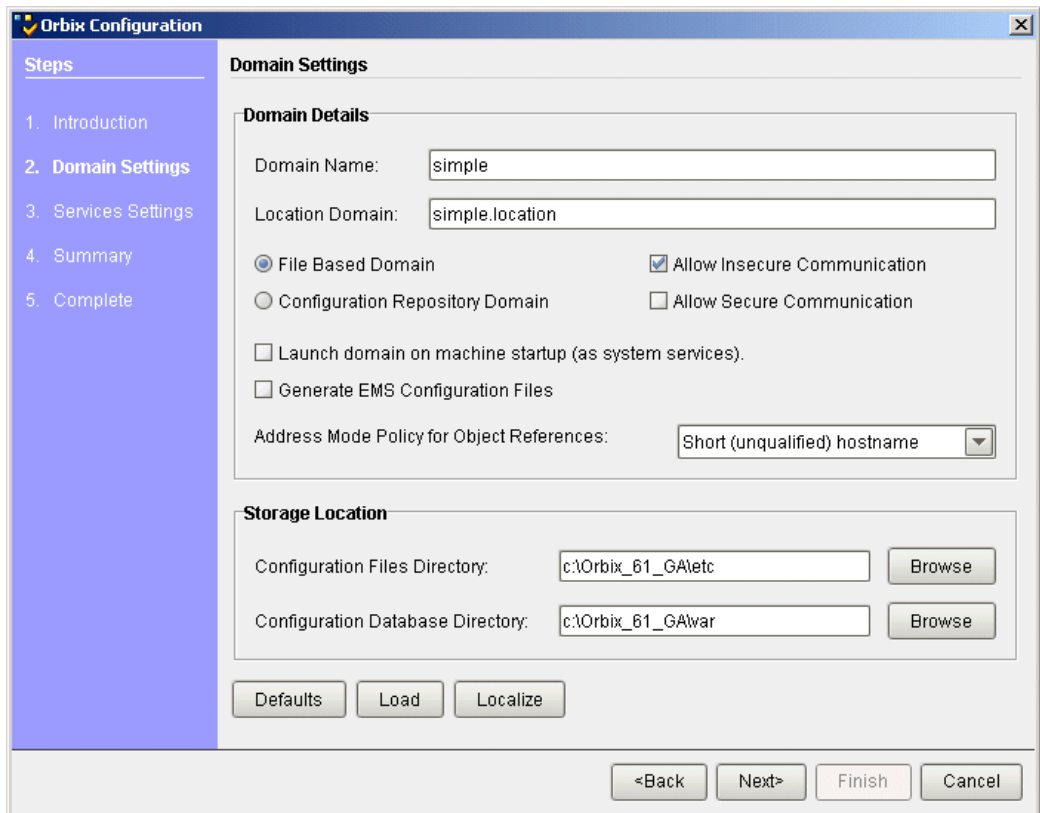 Orbix Configuration
Steps
1. Introduction
2. Domain Settings
3. Services Settings
4. Summary
5. Complete
Domain Settings
Domain Details
Domain Name: simple
Location Domain: simple.location
File Based Domain
Allow Insecure Communication
Configuration Repository Domain
Allow Secure Communication
Launch domain on machine startup (as system services).
Generate EMS Configuration Files
Address Mode Policy for Object References: Short (unqualified) hostname
Storage Location
Configuration Files Directory: c:\Orbix_61_GA\etc Browse
Configuration Database Directory: c:\Orbix_61_GA\var Browse
Defaults Load Localize
<Back Next> Finish Cancel